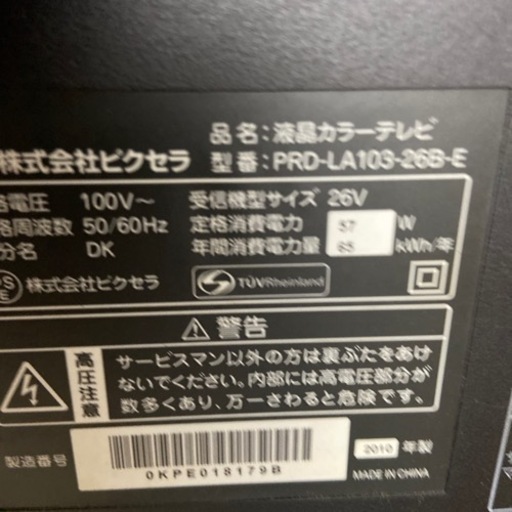 品名：液晶カラーテレビ
株式会社ピクセラ 型番：PRD-LA103-26B-E
格電圧 100V～ 受信機型サイズ 26V
格周波数 50/60Hz 定格消費電力 57 W
分名 DK 年間消費電力量 65 kWh/年
PS
E 株式会社ピクセラ TÜVRheinland
警告
高圧注意
サービスマン以外の方は裏ぶたをあけ
ないでください。内部には高電圧部分が
数多くあり、万一さわると危険です。
製造番号 0KPE018179B 2010 年製
MADE IN CHINA